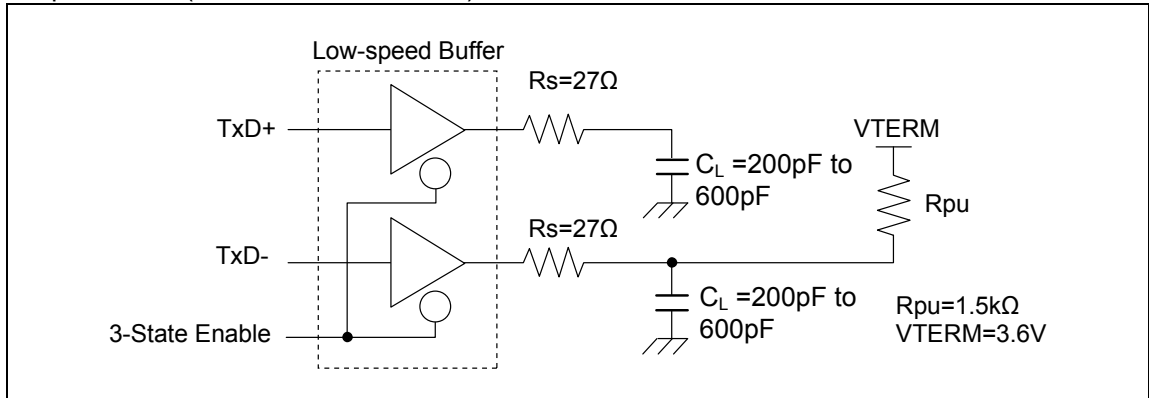 Low-speed Buffer
Rs=27Ω
TxD+
VTERM
C_L =200pF to
600pF
Rpu
Rs=27Ω
TxD-
C_L =200pF to
600pF
Rpu=1.5kΩ
VTERM=3.6V
3-State Enable